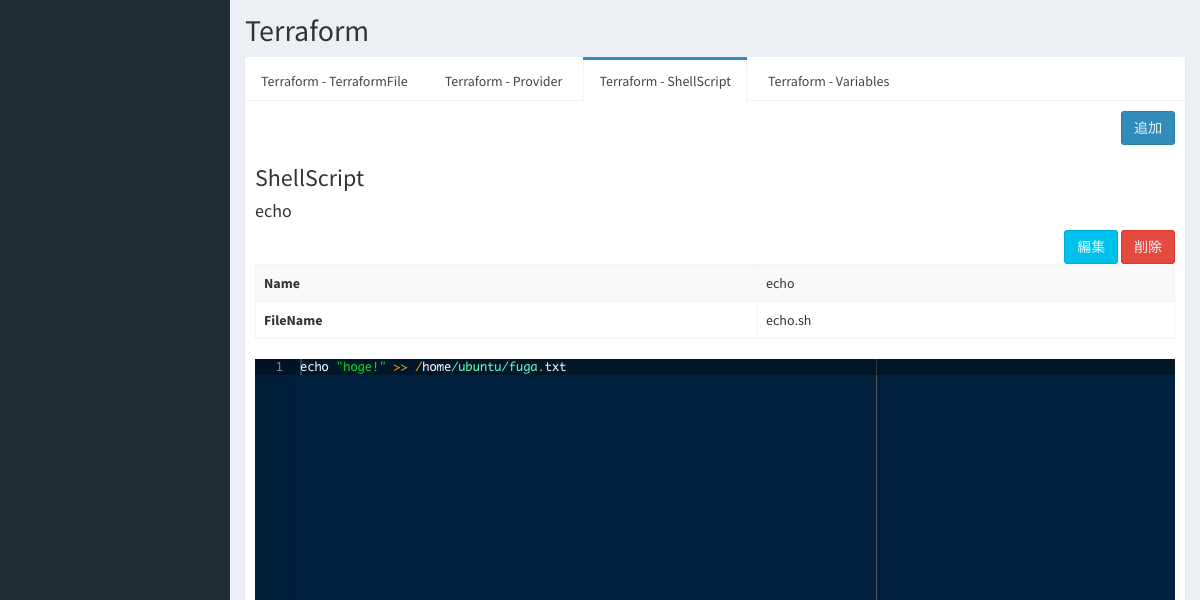 Terraform
Terraform - TerraformFile Terraform - Provider Terraform - ShellScript Terraform - Variables
追加
ShellScript
echo
編集 削除
Name echo
FileName echo.sh
1 echo "hoge!" >> /home/ubuntu/fuga.txt